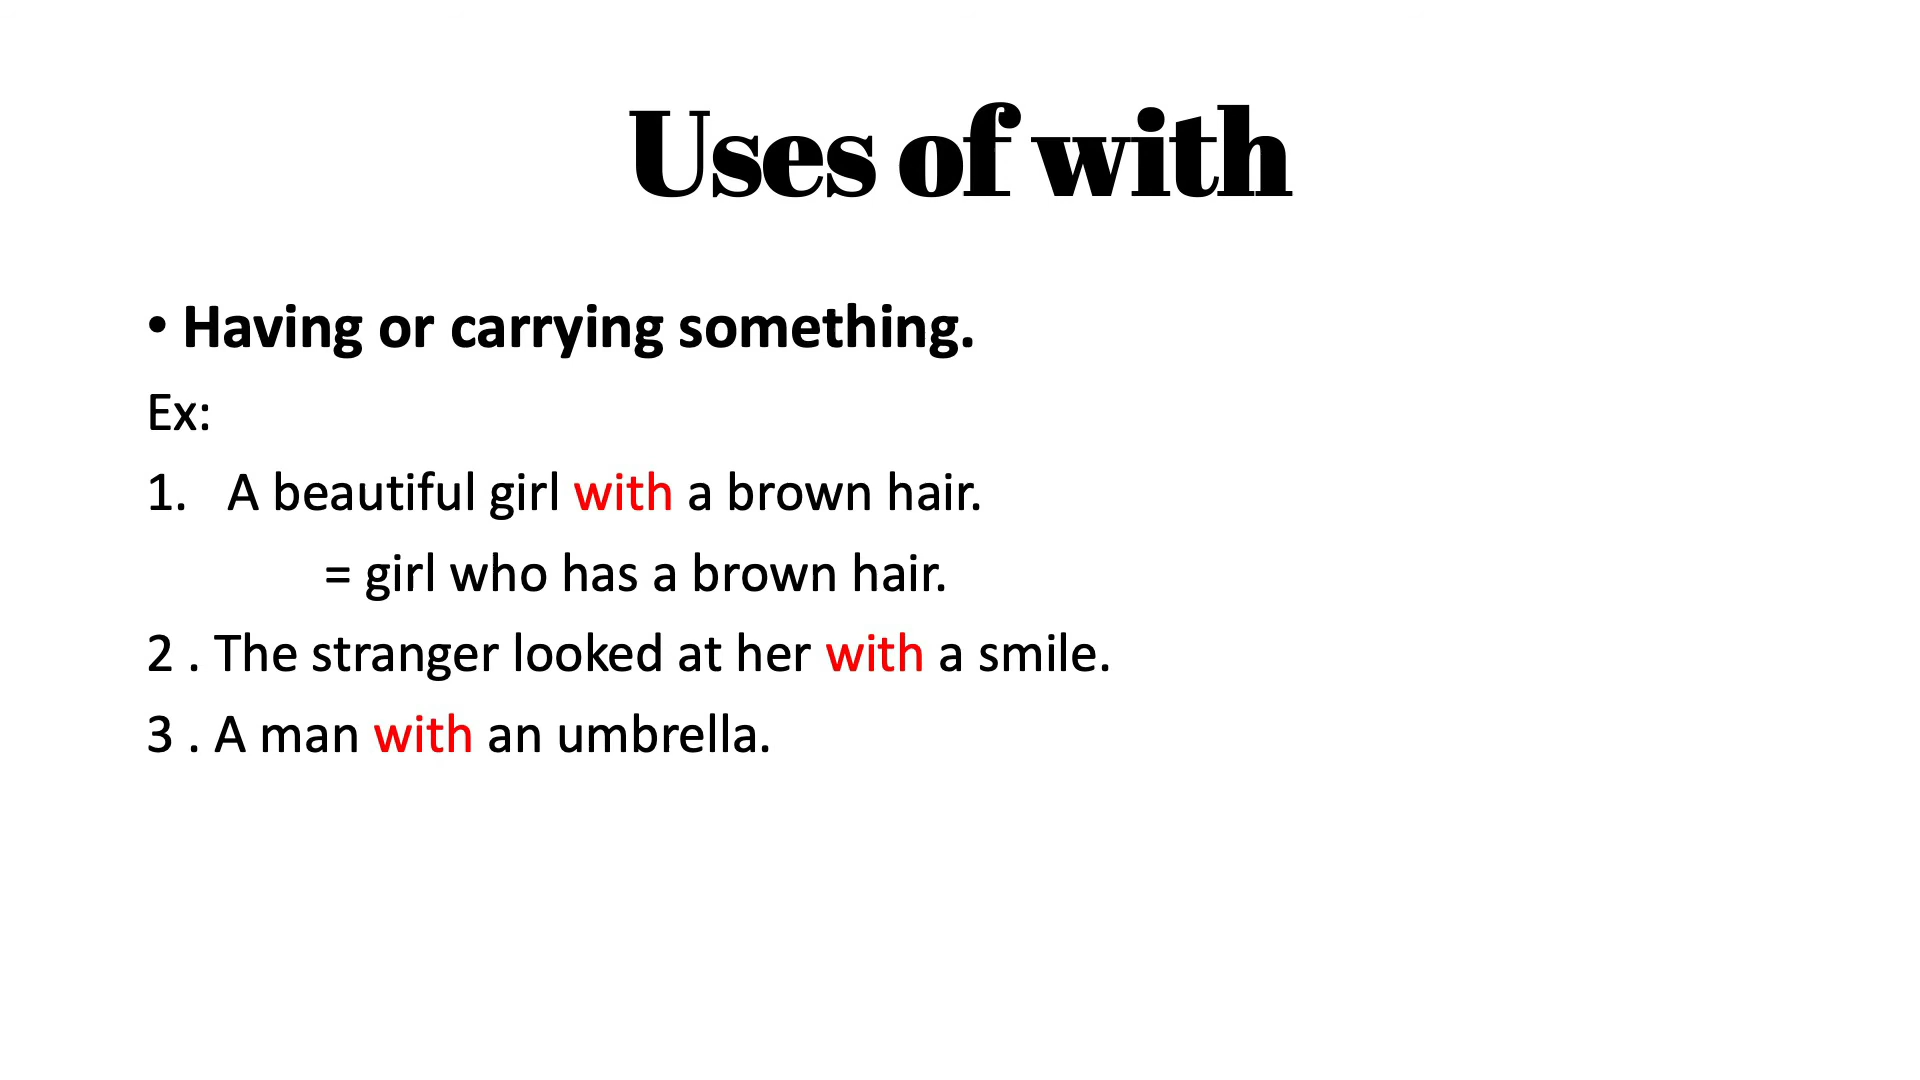 Uses of with
• Having or carrying something.
Ex:
1. A beautiful girl with a brown hair.
= girl who has a brown hair.
2 . The stranger looked at her with a smile.
3 . A man with an umbrella.